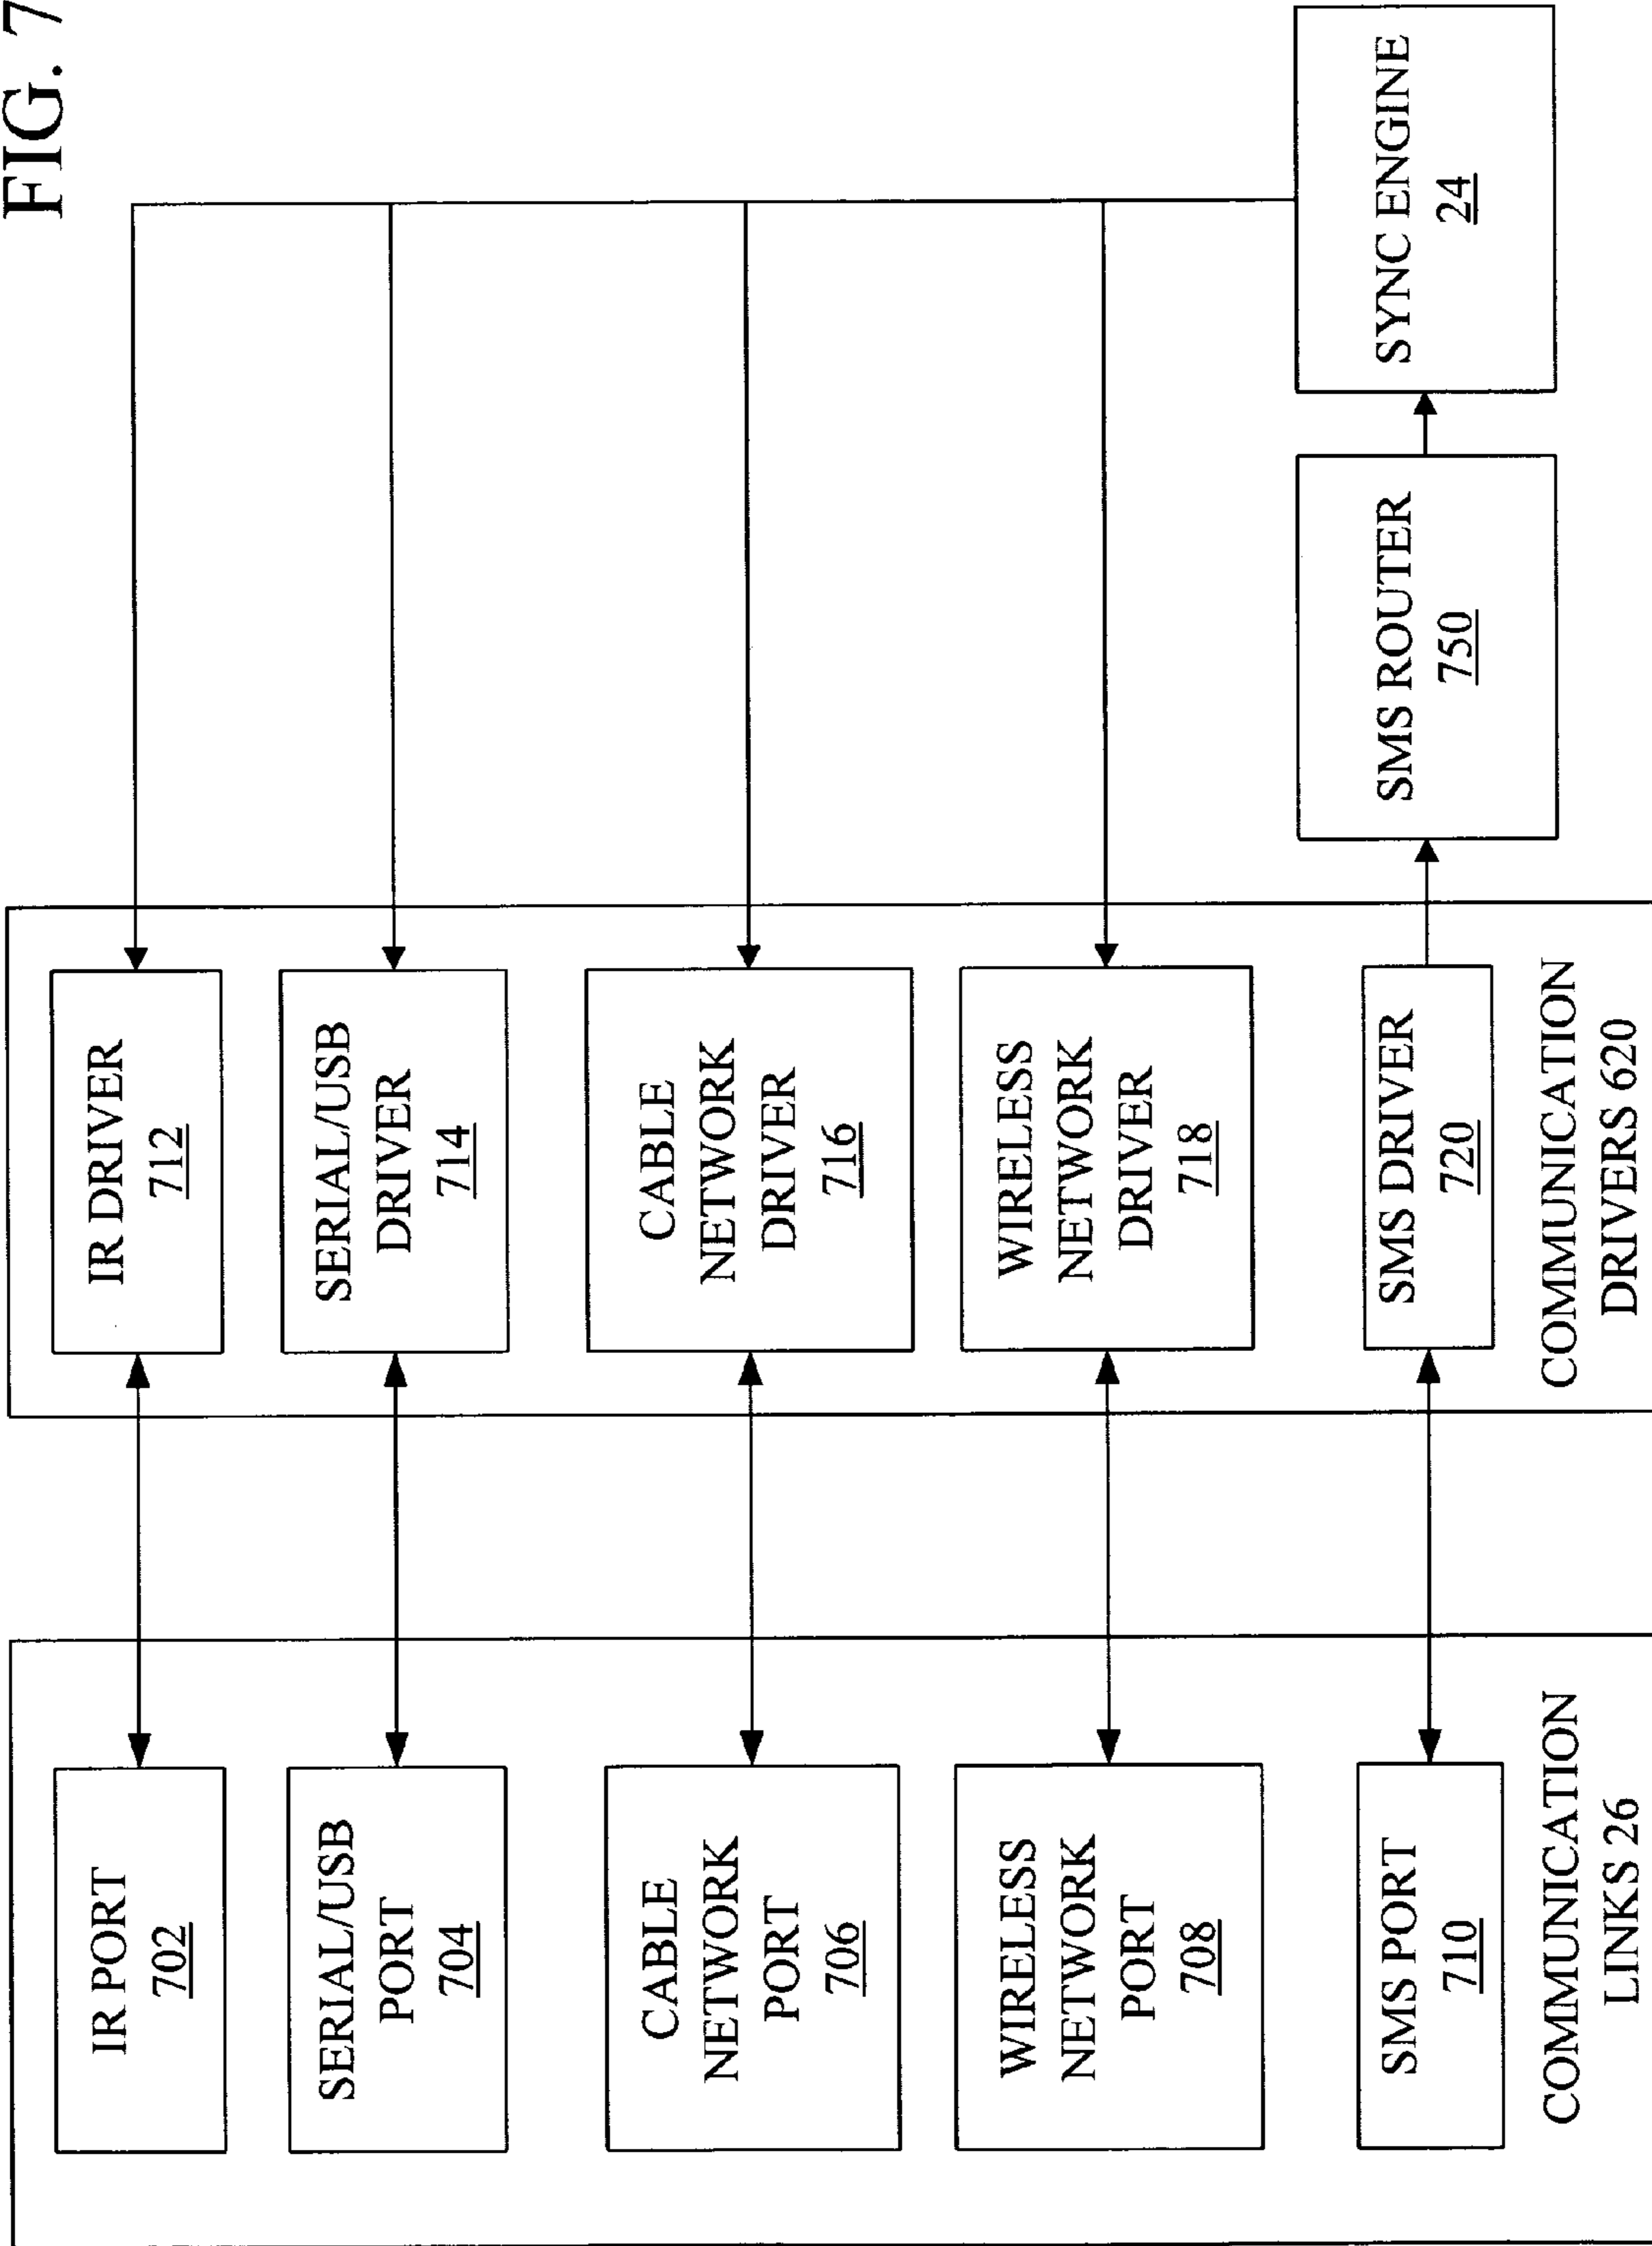 FIG. 7
IR PORT
702
SERIAL/USB
PORT
704
CABLE
NETWORK
PORT
706
WIRELESS
NETWORK
PORT
708
SMS PORT
710
COMMUNICATION
LINKS 26
IR DRIVER
712
SERIAL/USB
DRIVER
714
CABLE
NETWORK
DRIVER
716
WIRELESS
NETWORK
DRIVER
718
SMS DRIVER
720
COMMUNICATION
DRIVERS 620
SMS ROUTER
750
SYNC ENGINE
24